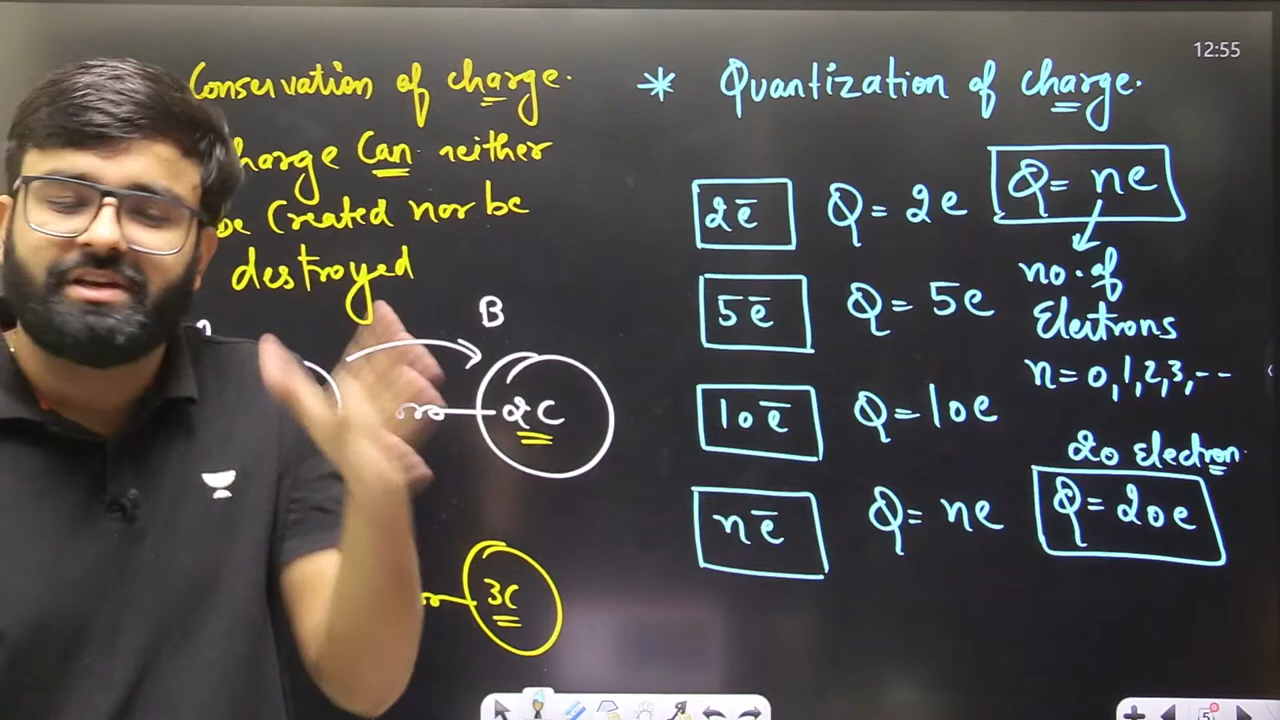 Conservation of charge.
harge Can neither
be Created nor be
destroyed
B
2C
3C
12:55
* Quantization of charge.
2e̅ Q = 2e
Q = ne
no. of
Electrons
n = 0,1,2,3,--
5e̅ Q = 5e
10e̅ Q = 10e
20 Electron
ne̅ Q = ne
Q = 20e